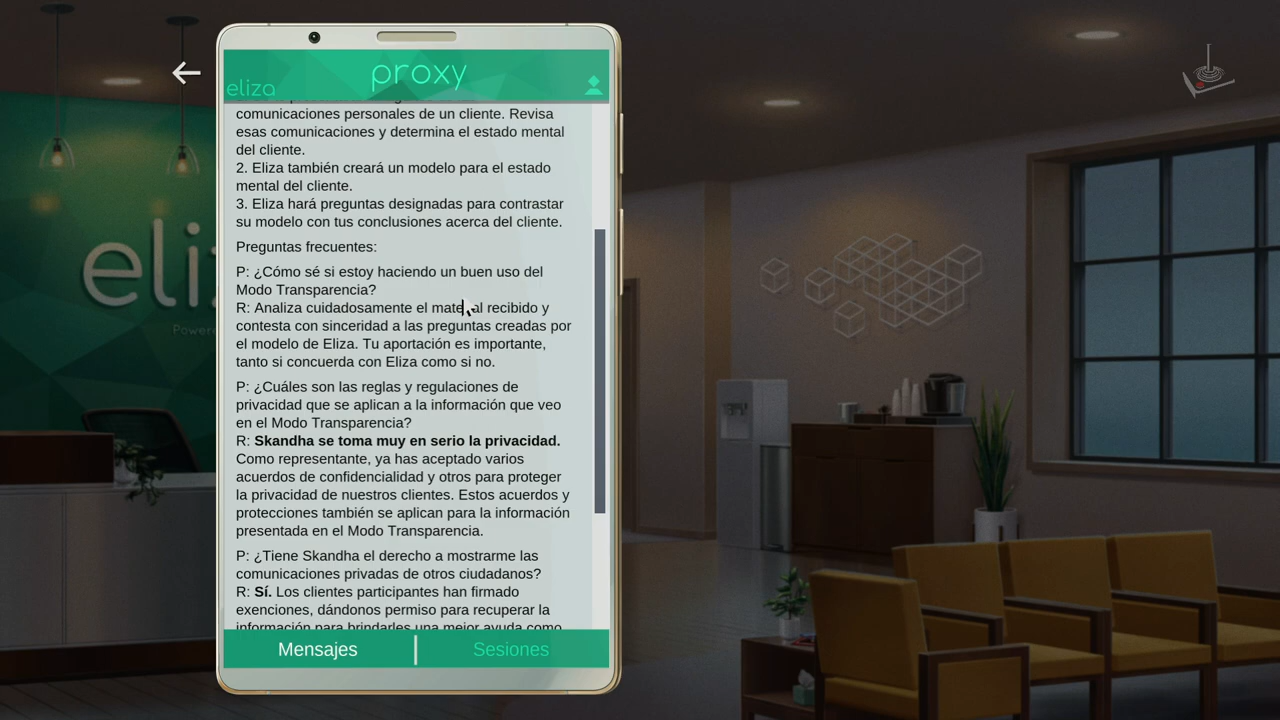 proxy
eliza
comunicaciones personales de un cliente. Revisa
esas comunicaciones y determina el estado mental
del cliente.
2. Eliza también creará un modelo para el estado
mental del cliente.
3. Eliza hará preguntas designadas para contrastar
su modelo con tus conclusiones acerca del cliente.
Preguntas frecuentes:
P: ¿Cómo sé si estoy haciendo un buen uso del
Modo Transparencia?
R: Analiza cuidadosamente el material recibido y
contesta con sinceridad a las preguntas creadas por
el modelo de Eliza. Tu aportación es importante,
tanto si concuerda con Eliza como si no.
P: ¿Cuáles son las reglas y regulaciones de
privacidad que se aplican a la información que veo
en el Modo Transparencia?
R: Skandha se toma muy en serio la privacidad.
Como representante, ya has aceptado varios
acuerdos de confidencialidad y otros para proteger
la privacidad de nuestros clientes. Estos acuerdos y
protecciones también se aplican para la información
presentada en el Modo Transparencia.
P: ¿Tiene Skandha el derecho a mostrarme las
comunicaciones privadas de otros ciudadanos?
R: Sí. Los clientes participantes han firmado
exenciones, dándonos permiso para recuperar la
información para brindarles una mejor ayuda como
Mensajes
Sesiones
eli
Powere